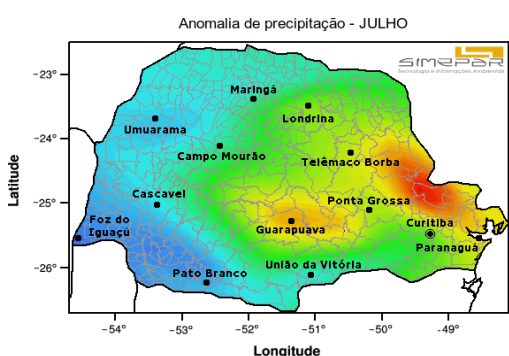 Anomalia de precipitação - JULHO
SIMEPAR
Tecnologia e Informações Ambientais
Latitude
−23°
−24°
−25°
−26°
Maringá
Londrina
Umuarama
Campo Mourão
Telêmaco Borba
Cascavel
Ponta Grossa
Foz do
Iguaçú
Guarapuava
Curitiba
Paranaguá
União da Vitória
Pato Branco
−54°
−53°
−52°
−51°
−50°
−49°
Longitude